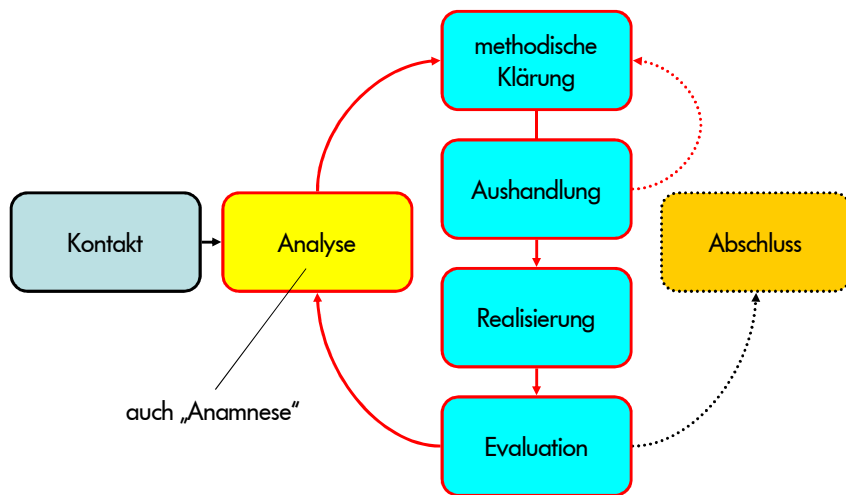 methodische
Klärung
Aushandlung
Kontakt
Analyse
Abschluss
Realisierung
auch „Anamnese“
Evaluation